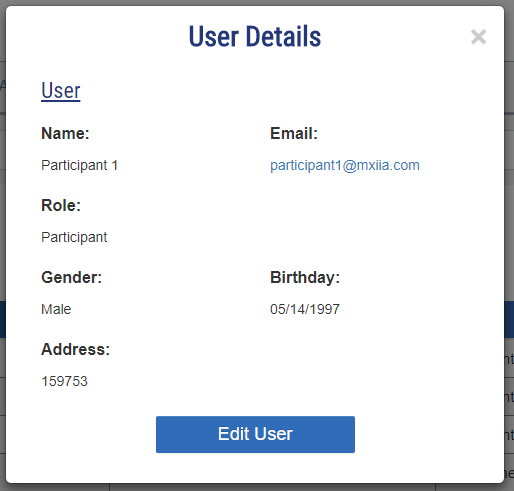 User Details
×
User
Name: Email:
Participant 1 participant1@mxiia.com
Role:
Participant
Gender: Birthday:
Male 05/14/1997
Address:
159753
Edit User